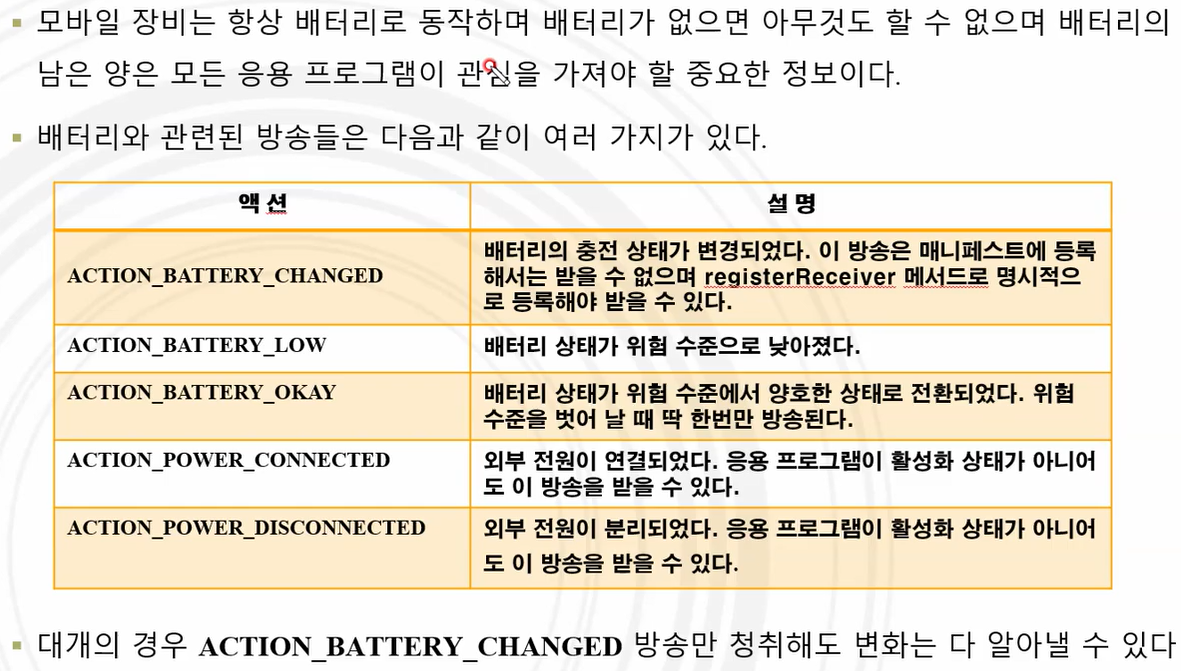 모바일 장비는 항상 배터리로 동작하며 배터리가 없으면 아무것도 할 수 없으며 배터리의
남은 양은 모든 응용 프로그램이 관심을 가져야 할 중요한 정보이다.
배터리와 관련된 방송들은 다음과 같이 여러 가지가 있다.
액 션
설 명
ACTION_BATTERY_CHANGED
배터리의 충전 상태가 변경되었다. 이 방송은 매니페스트에 등록
해서는 받을 수 없으며 registerReceiver 메서드로 명시적으
로 등록해야 받을 수 있다.
ACTION_BATTERY_LOW
배터리 상태가 위험 수준으로 낮아졌다.
ACTION_BATTERY_OKAY
배터리 상태가 위험 수준에서 양호한 상태로 전환되었다. 위험
수준을 벗어 날 때 딱 한번만 방송된다.
ACTION_POWER_CONNECTED
외부 전원이 연결되었다. 응용 프로그램이 활성화 상태가 아니어
도 이 방송을 받을 수 있다.
ACTION_POWER_DISCONNECTED
외부 전원이 분리되었다. 응용 프로그램이 활성화 상태가 아니어
도 이 방송을 받을 수 있다.
대개의 경우 ACTION_BATTERY_CHANGED 방송만 청취해도 변화는 다 알아낼 수 있다